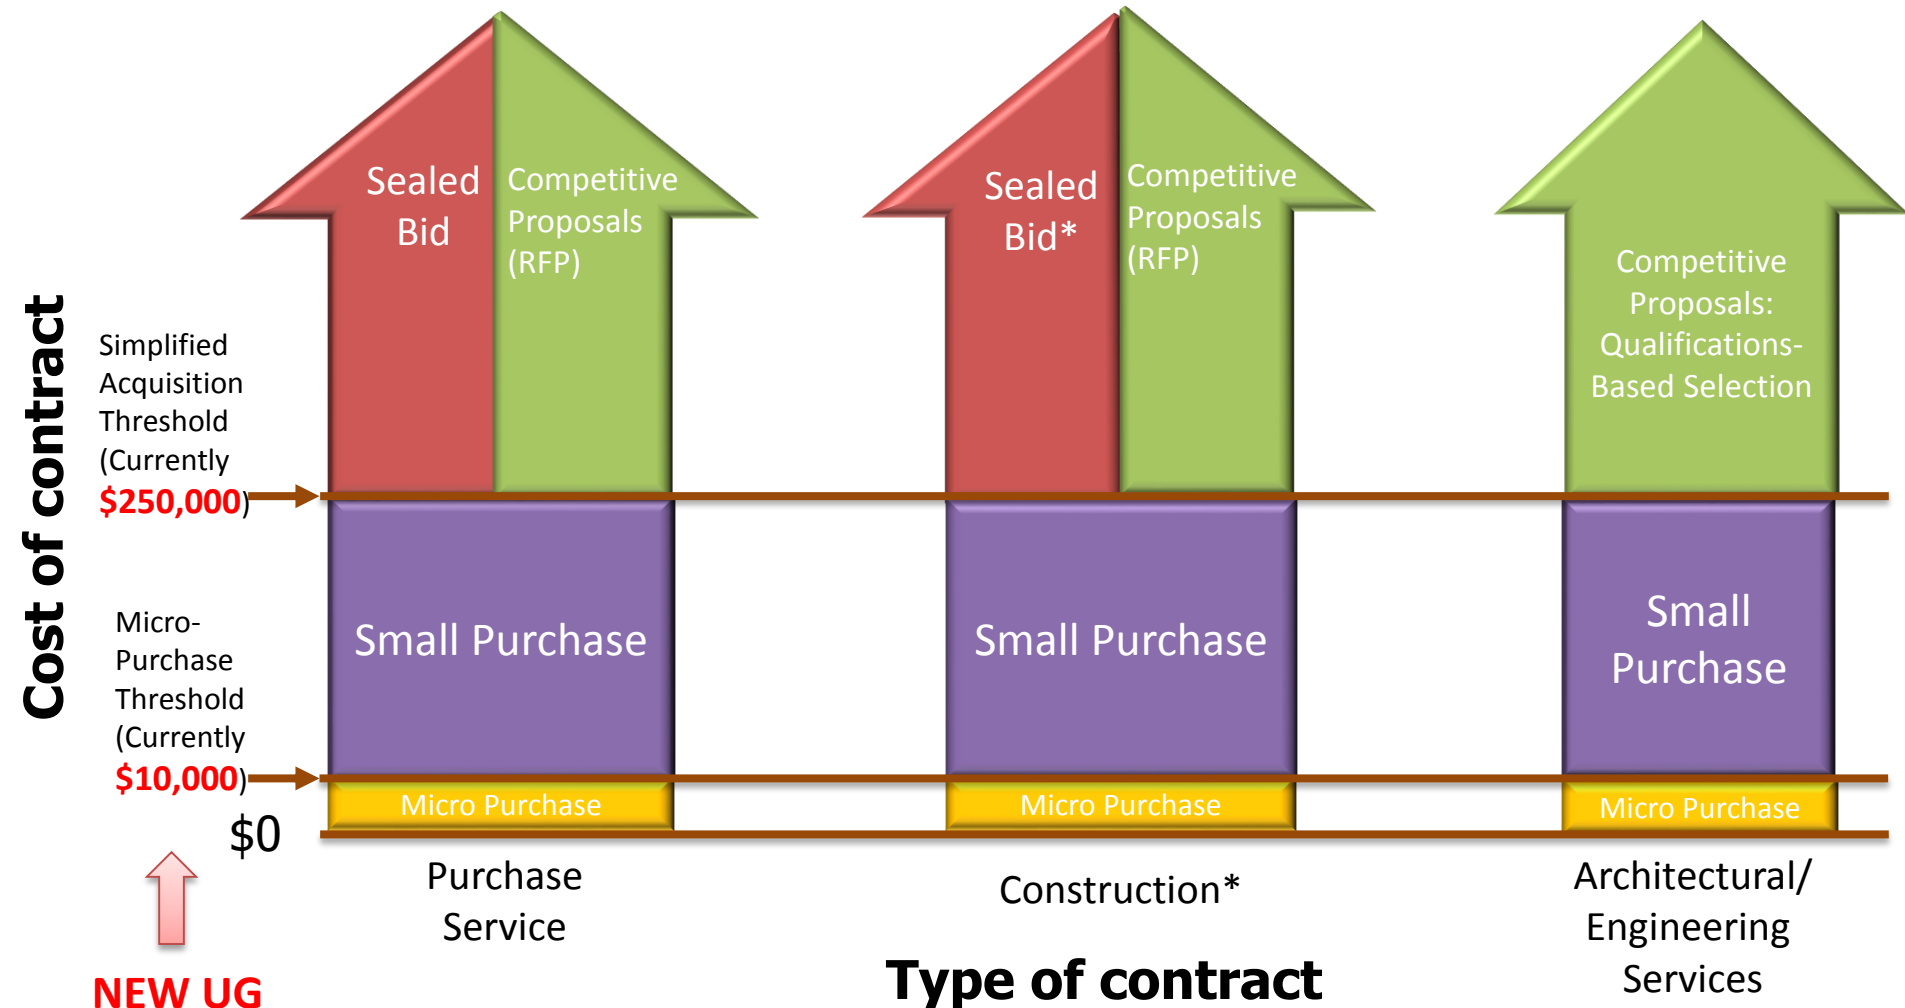 Cost of contract
Simplified
Acquisition
Threshold
(Currently
$250,000)
Micro-
Purchase
Threshold
(Currently
$10,000)
$0
NEW UG
Sealed
Bid
Competitive
Proposals
(RFP)
Small Purchase
Micro Purchase
Purchase
Service
Sealed
Bid*
Competitive
Proposals
(RFP)
Small Purchase
Micro Purchase
Construction*
Competitive
Proposals:
Qualifications-
Based Selection
Small
Purchase
Micro Purchase
Architectural/
Engineering
Services
Type of contract